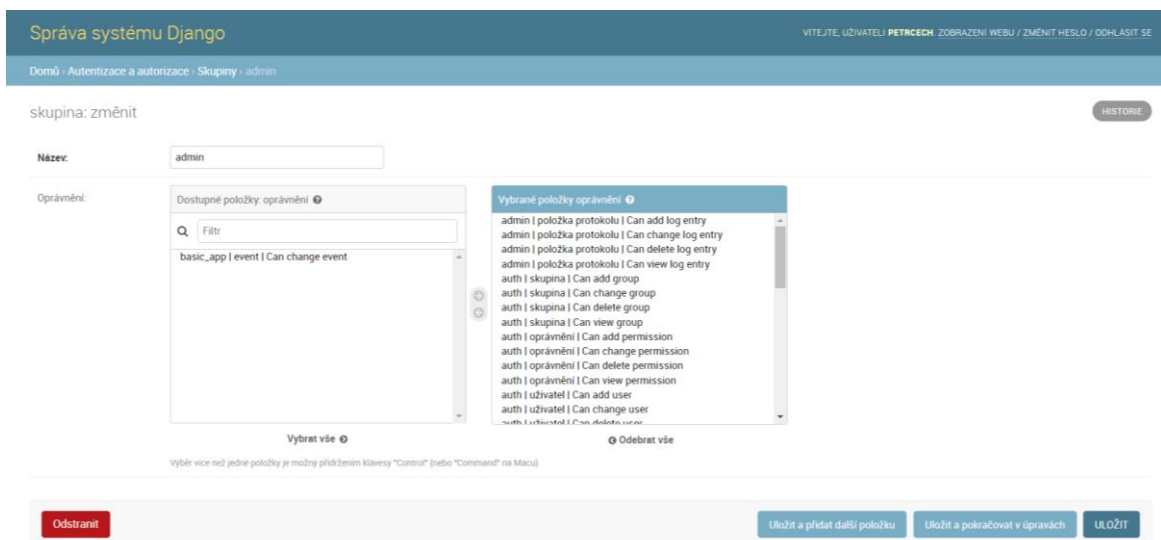 Správa systému Django
VÍTEJTE, UŽIVATELI PETRCECH. ZOBRAZENÍ WEBU / ZMĚNIT HESLO / ODHLÁSIT SE
Domů › Autentizace a autorizace › Skupiny › admin
skupina: změnit
HISTORIE
Název:
admin
Oprávnění:
Dostupné položky: oprávnění
Filtr
basic_app | event | Can change event
Vybrat vše
Vybrané položky oprávnění
admin | položka protokolu | Can add log entry
admin | položka protokolu | Can change log entry
admin | položka protokolu | Can delete log entry
admin | položka protokolu | Can view log entry
auth | skupina | Can add group
auth | skupina | Can change group
auth | skupina | Can delete group
auth | skupina | Can view group
auth | oprávnění | Can add permission
auth | oprávnění | Can change permission
auth | oprávnění | Can delete permission
auth | oprávnění | Can view permission
auth | uživatel | Can add user
auth | uživatel | Can change user
auth | uživatel | Can delete user
Odebrat vše
Výběr více než jedné položky je možný přidržením klávesy "Control" (nebo "Command" na Macu).
Odstranit
Uložit a přidat další položku
Uložit a pokračovat v úpravách
ULOŽIT